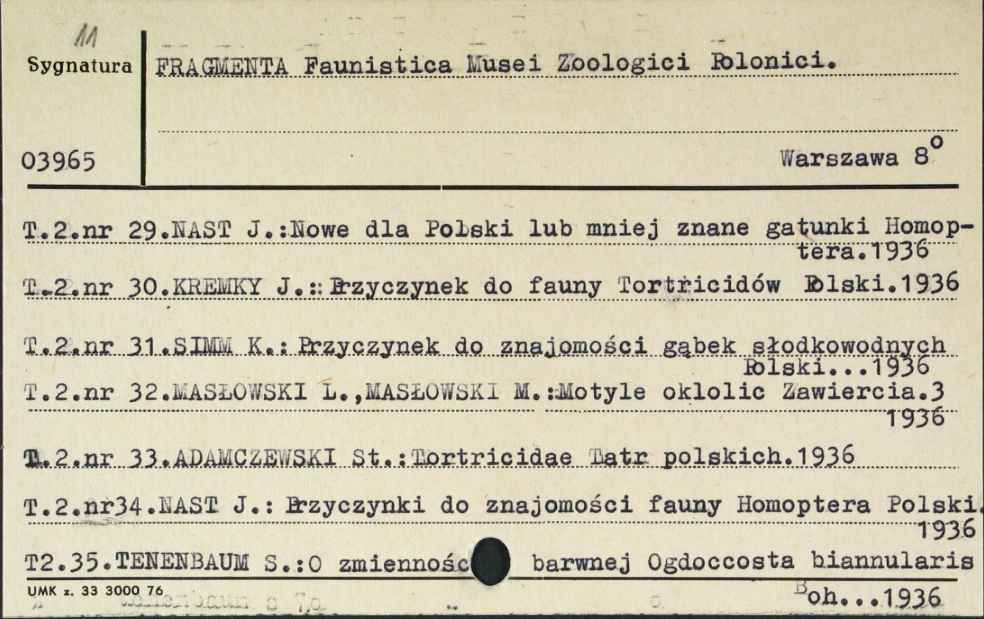 11
Sygnatura
FRAGMENTA Faunistica Musei Zoologici Polonici.
03965
Warszawa 8°
T.2.nr 29.NAST J.:Nowe dla Polski lub mniej znane gatunki Homop-
tera.1936
T.2.nr 30.KREMKY J.: Przyczynek do fauny Tortricidów Polski.1936
T.2.nr 31.SIMM K.: Przyczynek do znajomości gąbek słodkowodnych
Polski...1936
T.2.nr 32.MASŁOWSKI L.,MASŁOWSKI M.:Motyle oklolic Zawiercia.3
1936
T.2.nr 33.ADAMCZEWSKI St.:Tortricidae Tatr polskich.1936
T.2.nr34.NAST J.: Przyczynki do znajomości fauny Homoptera Polski.
1936
T2.35.TENENBAUM S.:O zmiennośc barwnej Ogdoccosta biannularis
Boh...1936
UMK z. 33 3000 76